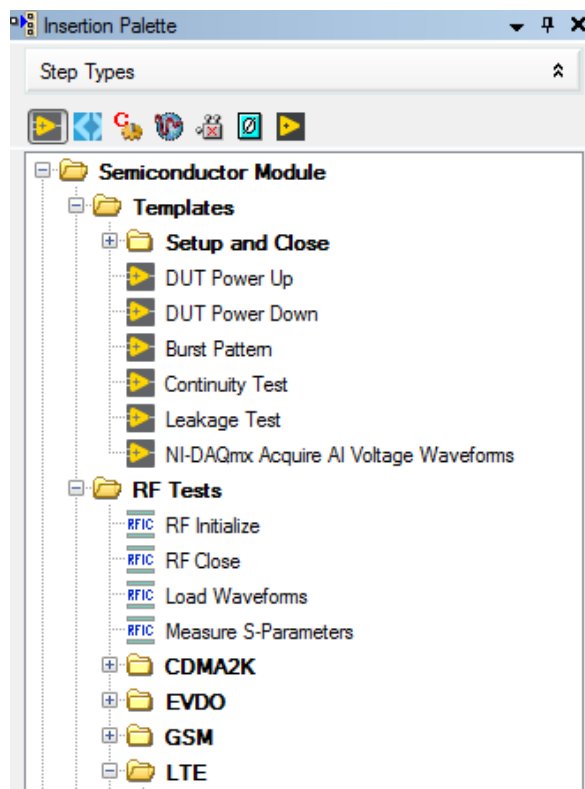 Insertion Palette
Step Types
Semiconductor Module
Templates
Setup and Close
DUT Power Up
DUT Power Down
Burst Pattern
Continuity Test
Leakage Test
NI-DAQmx Acquire AI Voltage Waveforms
RF Tests
RFIC RF Initialize
RFIC RF Close
RFIC Load Waveforms
RFIC Measure S-Parameters
CDMA2K
EVDO
GSM
LTE